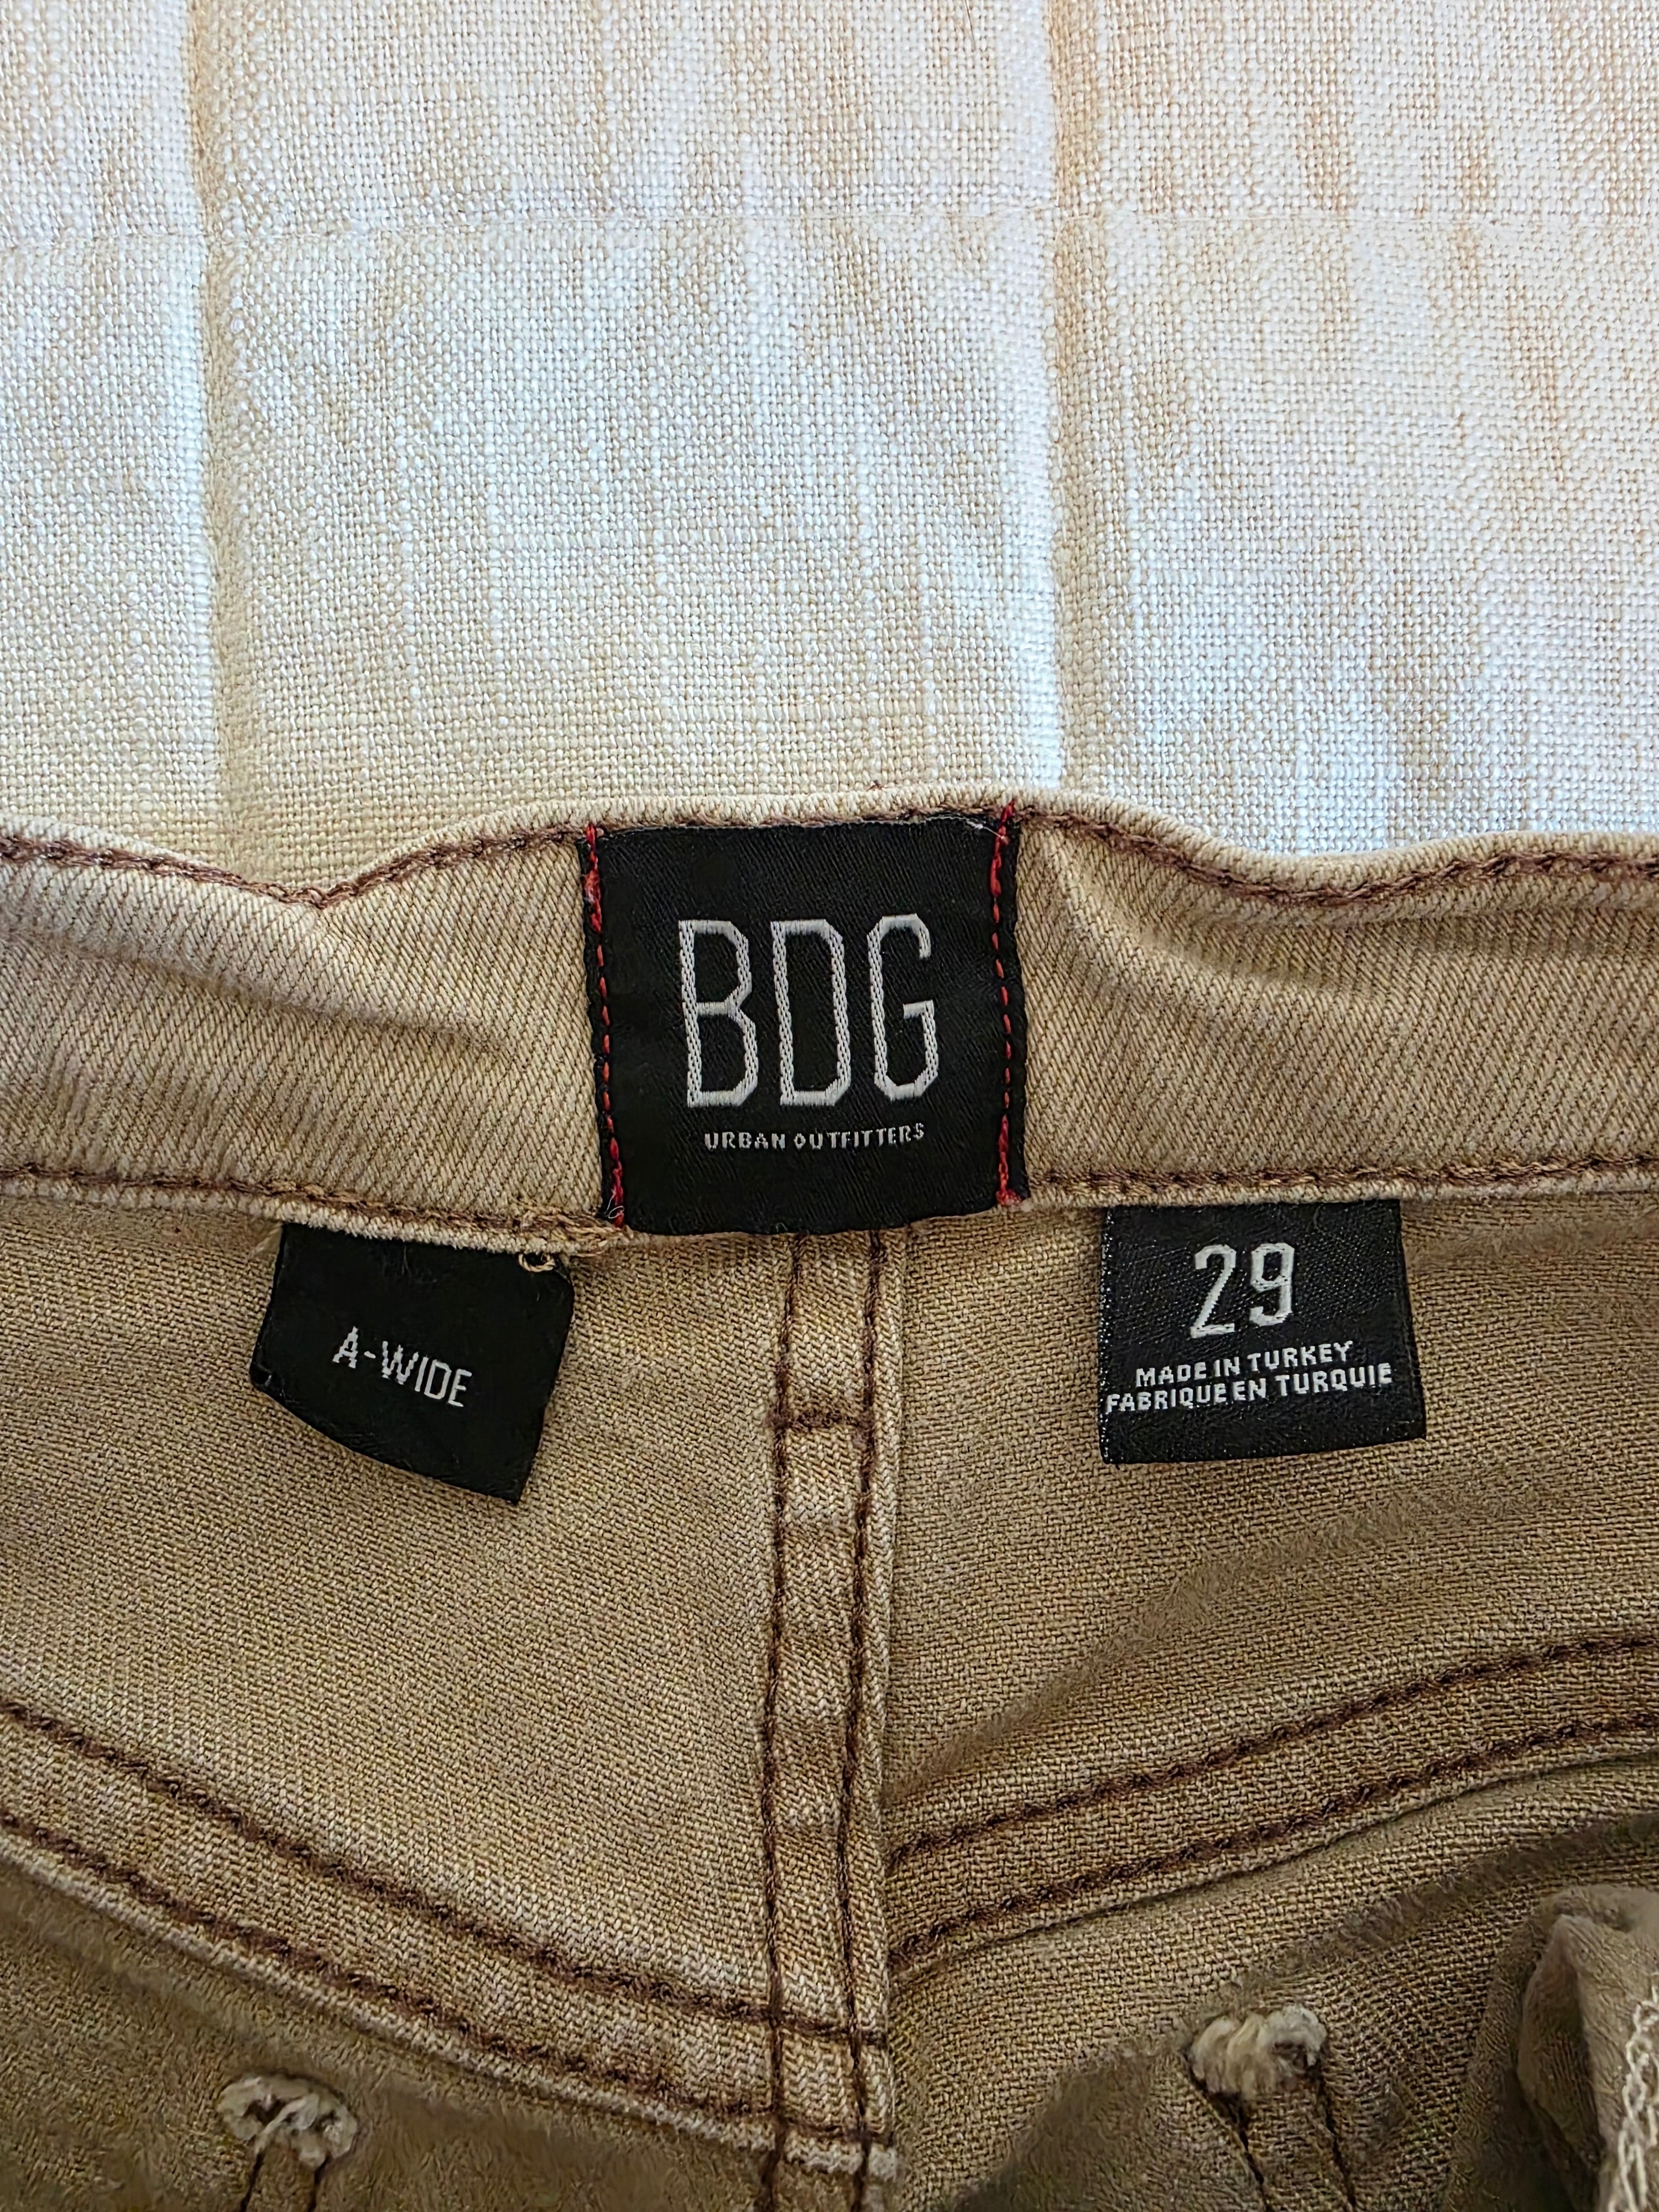 BDG
URBAN OUTFITTERS
A-WIDE
29
MADE IN TURKEY
FABRIQUE EN TURQUIE